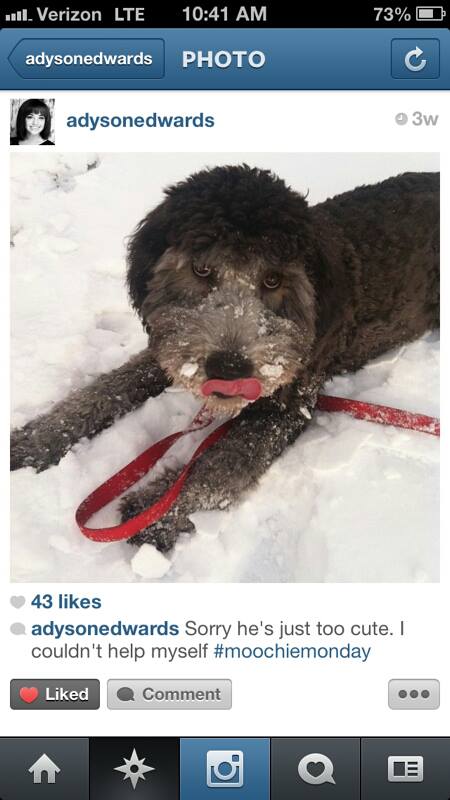 Verizon LTE 10:41 AM 73%
adysonedwards PHOTO
adysonedwards 3w
43 likes
adysonedwards Sorry he's just too cute. I
couldn't help myself #moochiemonday
Liked Comment